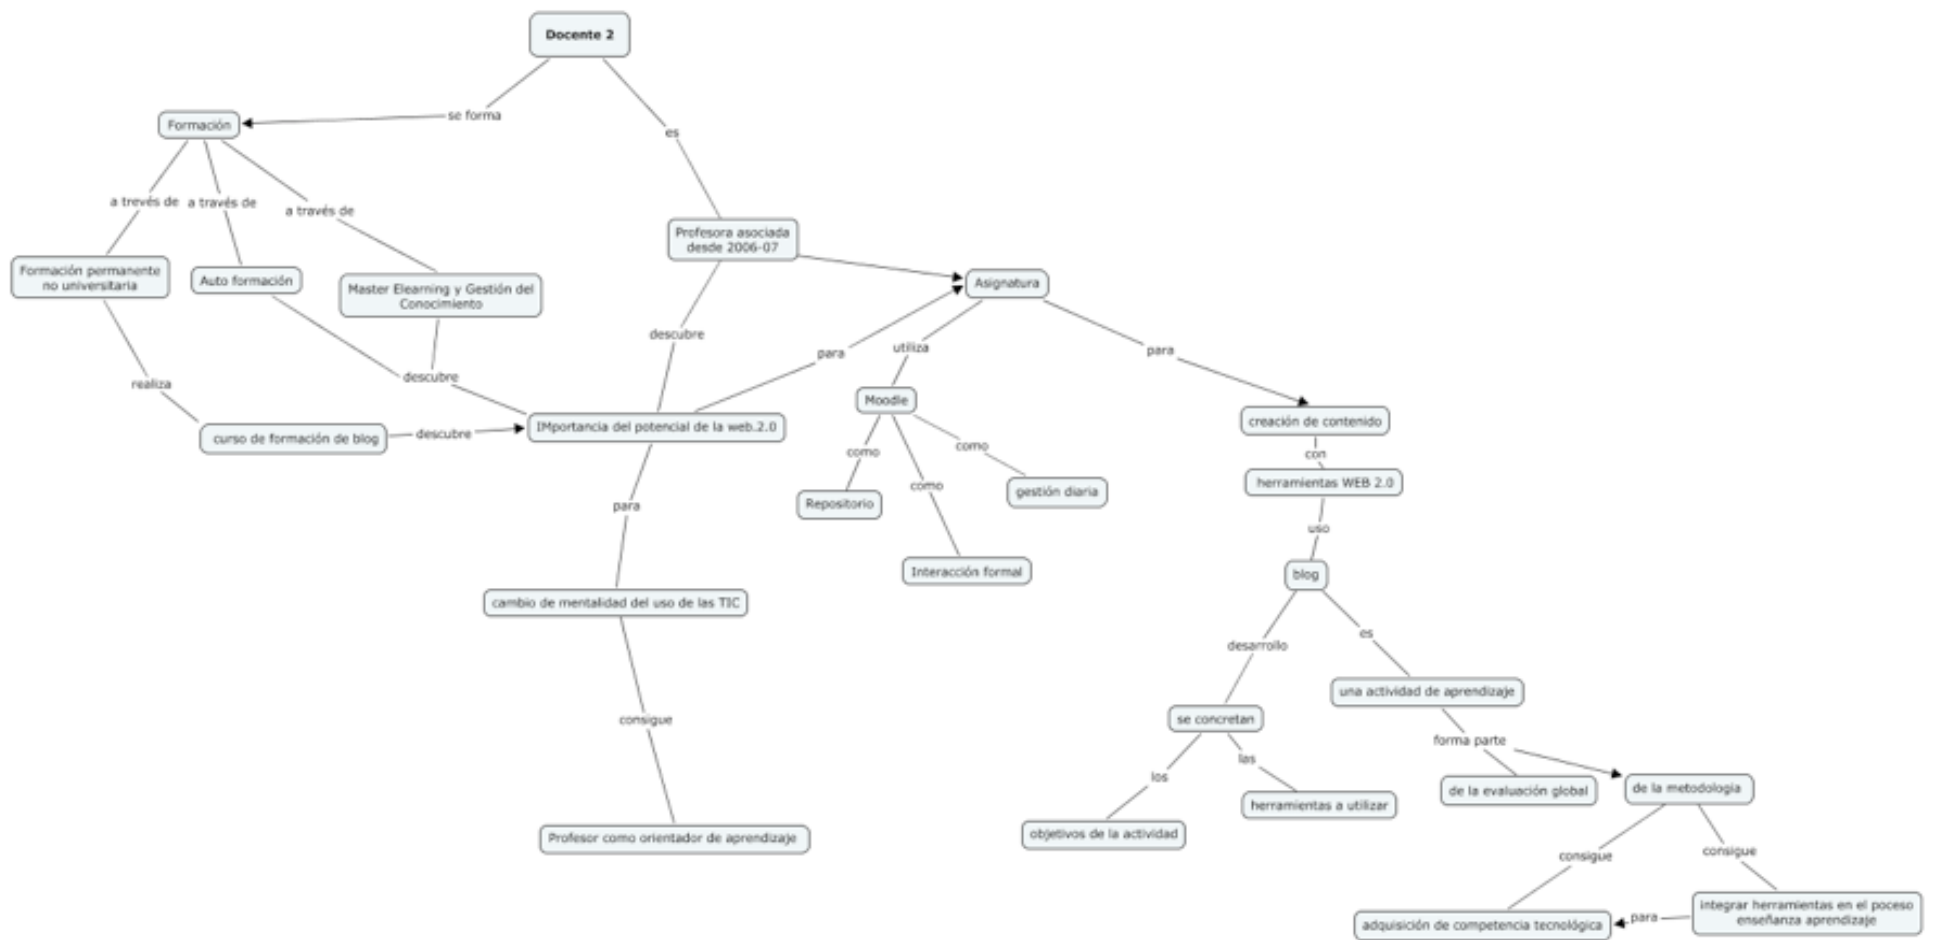 Docente 2
se forma
Formación
es
a trevés de
a través de
a través de
Profesora asociada
desde 2006-07
Formación permanente
no universitaria
Auto formación
Master Elearning y Gestión del
Conocimiento
Asignatura
descubre
para
utiliza
para
realiza
descubre
Moodle
curso de formación de blog
descubre
IMportancia del potencial de la web.2.0
creación de contenido
como
como
como
con
herramientas WEB 2.0
Repositorio
gestión diaria
para
uso
Interacción formal
blog
cambio de mentalidad del uso de las TIC
desarrollo
es
una actividad de aprendizaje
consigue
se concretan
forma parte
los
las
de la evaluación global
de la metodologia
herramientas a utilizar
objetivos de la actividad
Profesor como orientador de aprendizaje
consigue
consigue
adquisición de competencia tecnológica
para
integrar herramientas en el poceso
enseñanza aprendizaje